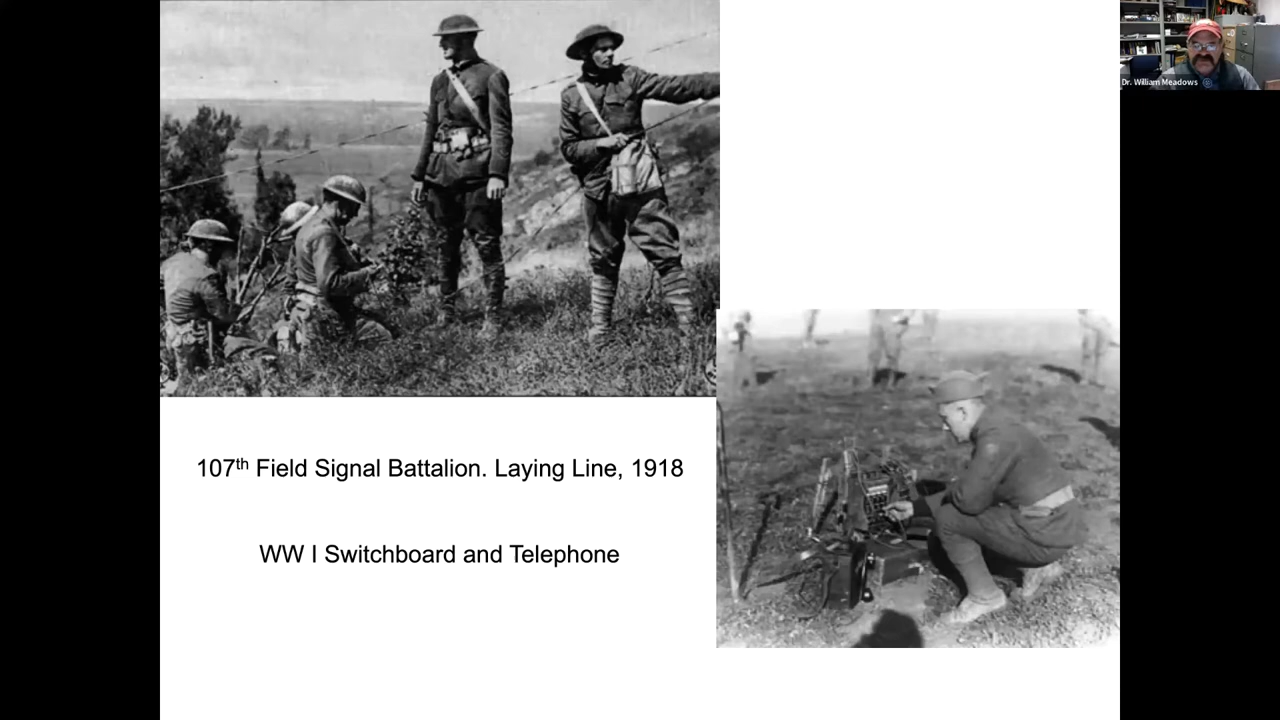 Dr. William Meadows
107th Field Signal Battalion. Laying Line, 1918
WW I Switchboard and Telephone